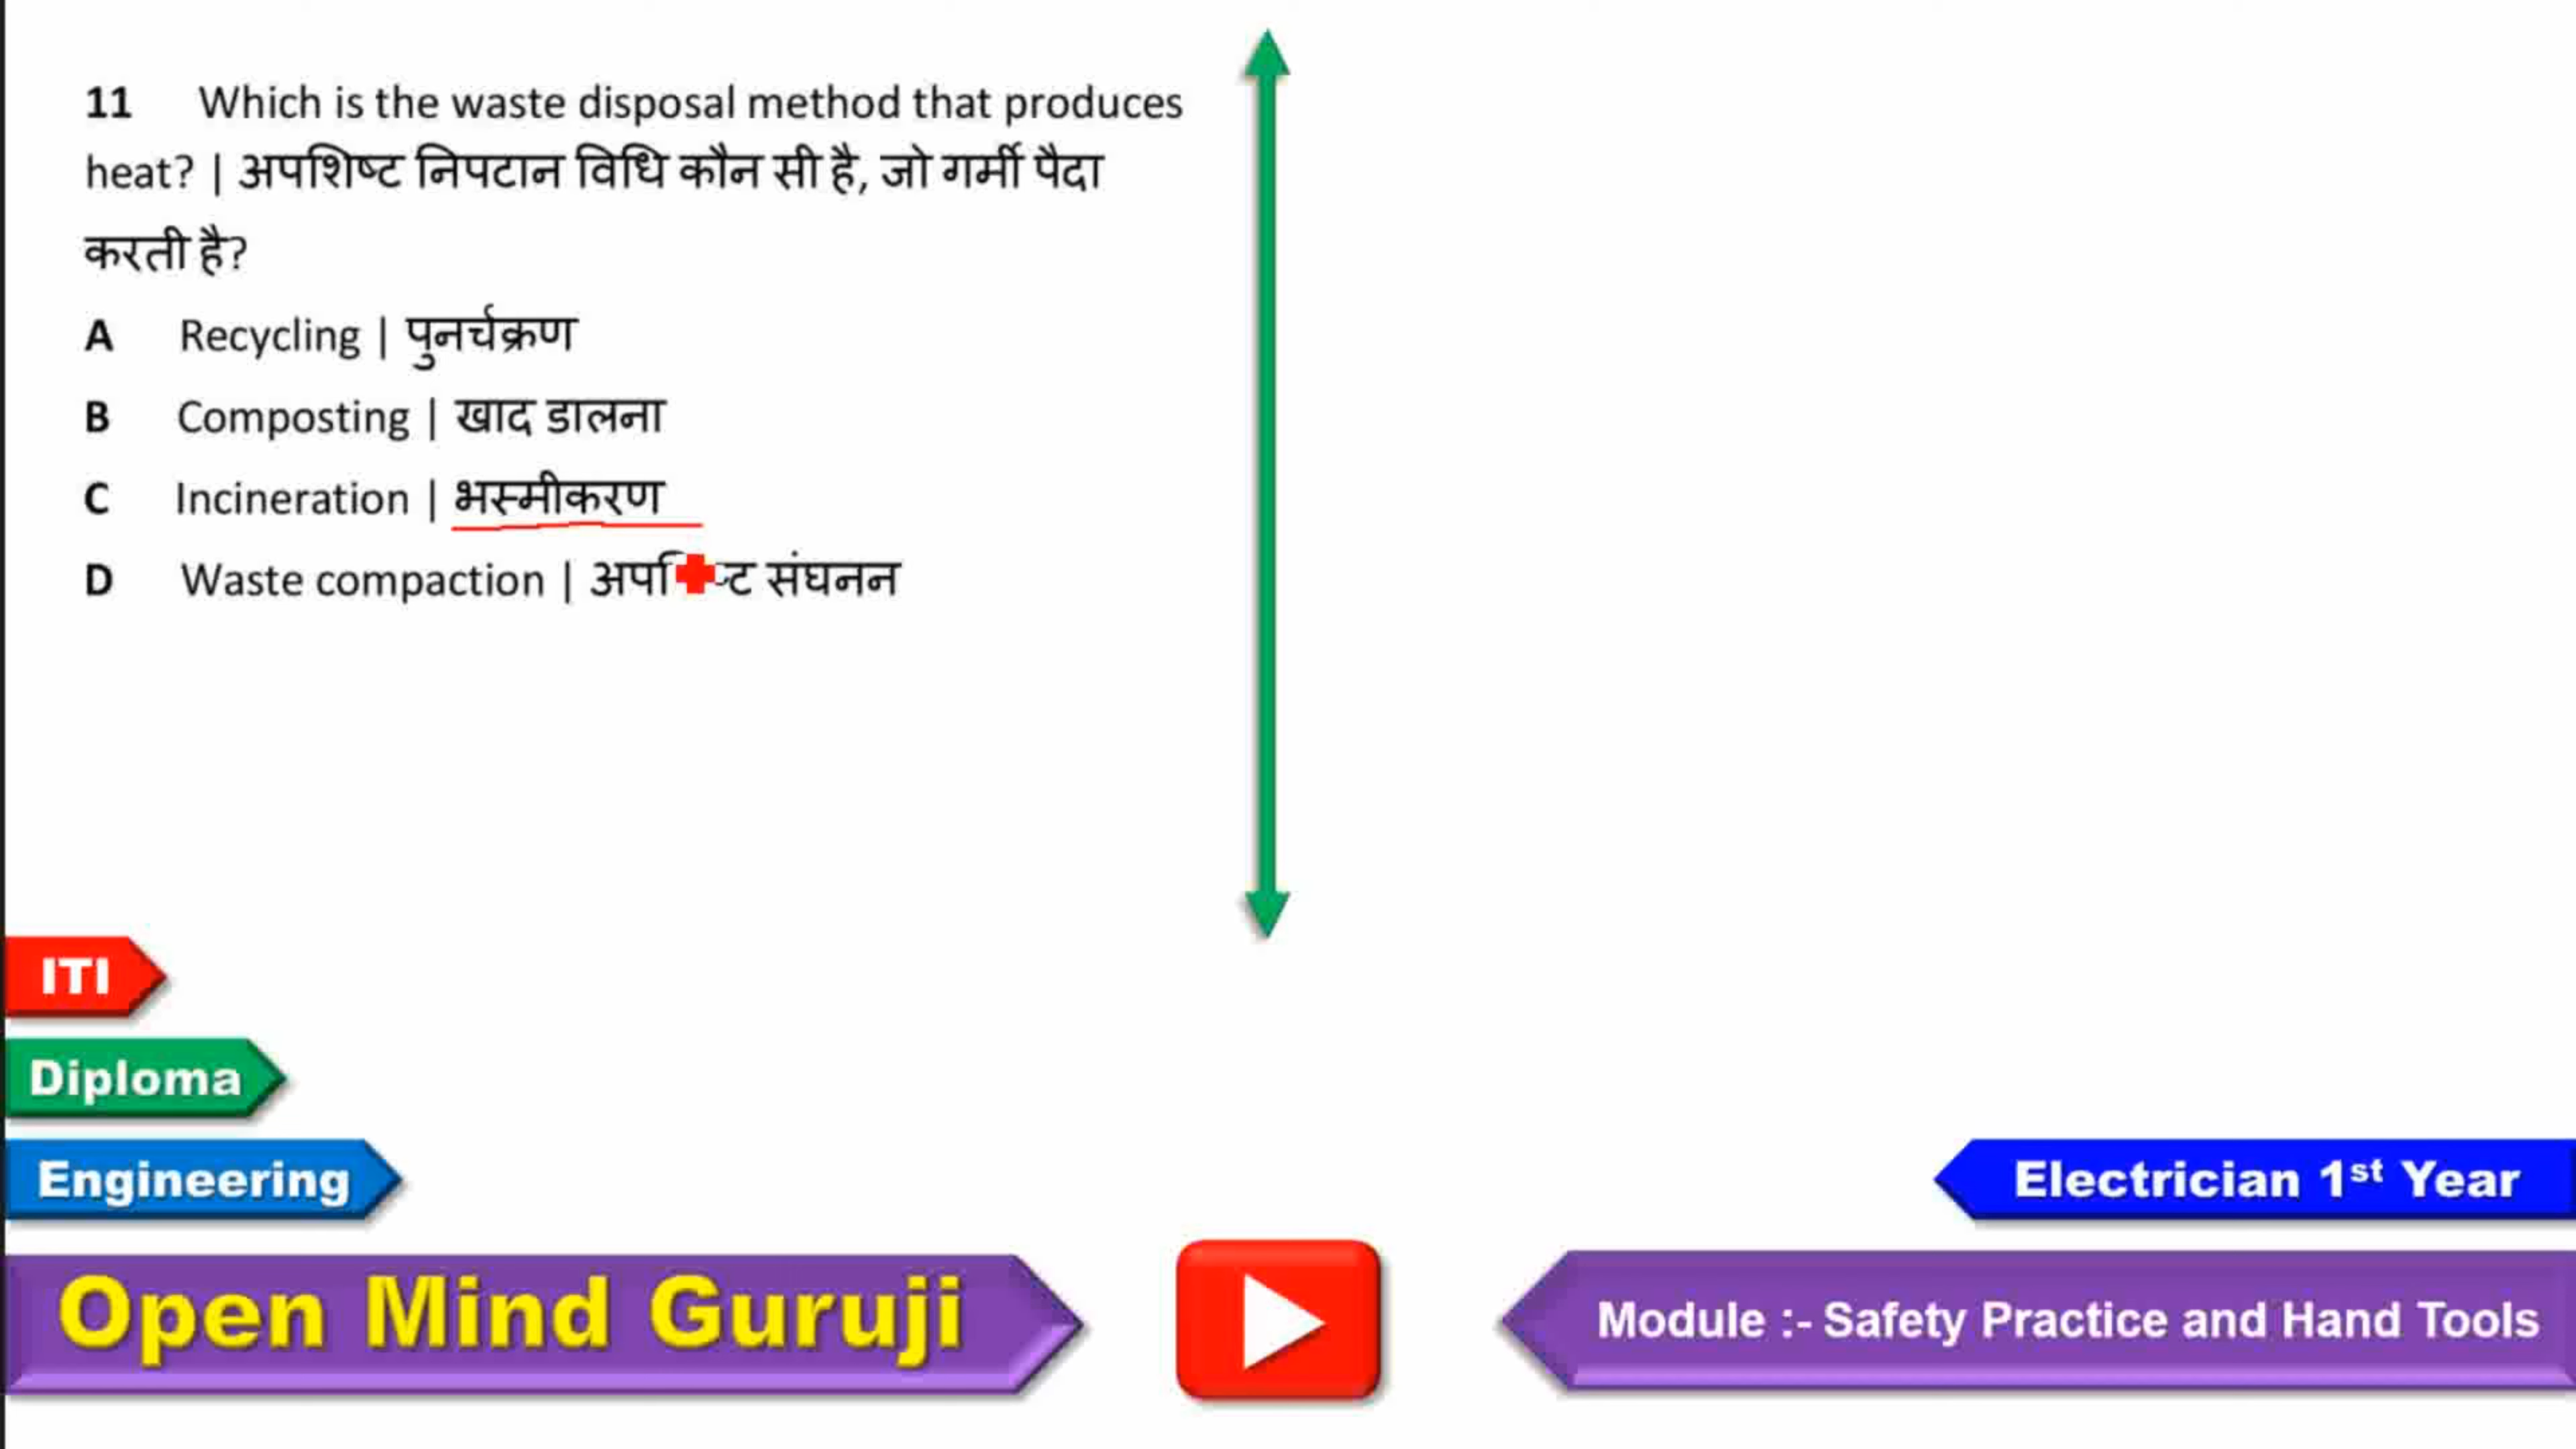 11 Which is the waste disposal method that produces
heat? | अपशिष्ट निपटान विधि कौन सी है, जो गर्मी पैदा
करती है?
A Recycling | पुनर्चक्रण
B Composting | खाद डालना
C Incineration | भस्मीकरण
D Waste compaction | संघनन
ITI
Diploma
Engineering
Electrician 1st Year
Open Mind Guruji
Module :- Safety Practice and Hand Tools